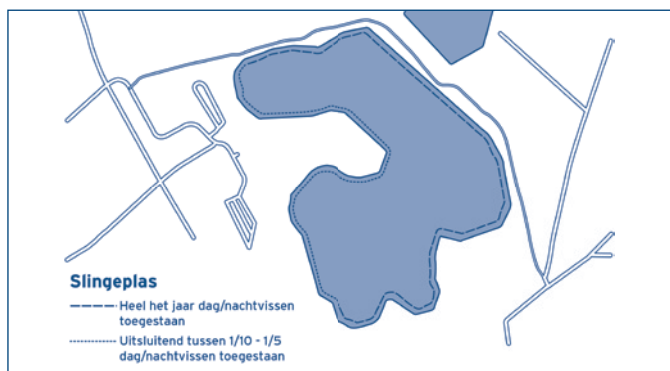 Slingeplas
Heel het jaar dag/nachtvissen
toegestaan
Uitsluitend tussen 1/10 - 1/5
dag/nachtvissen toegestaan